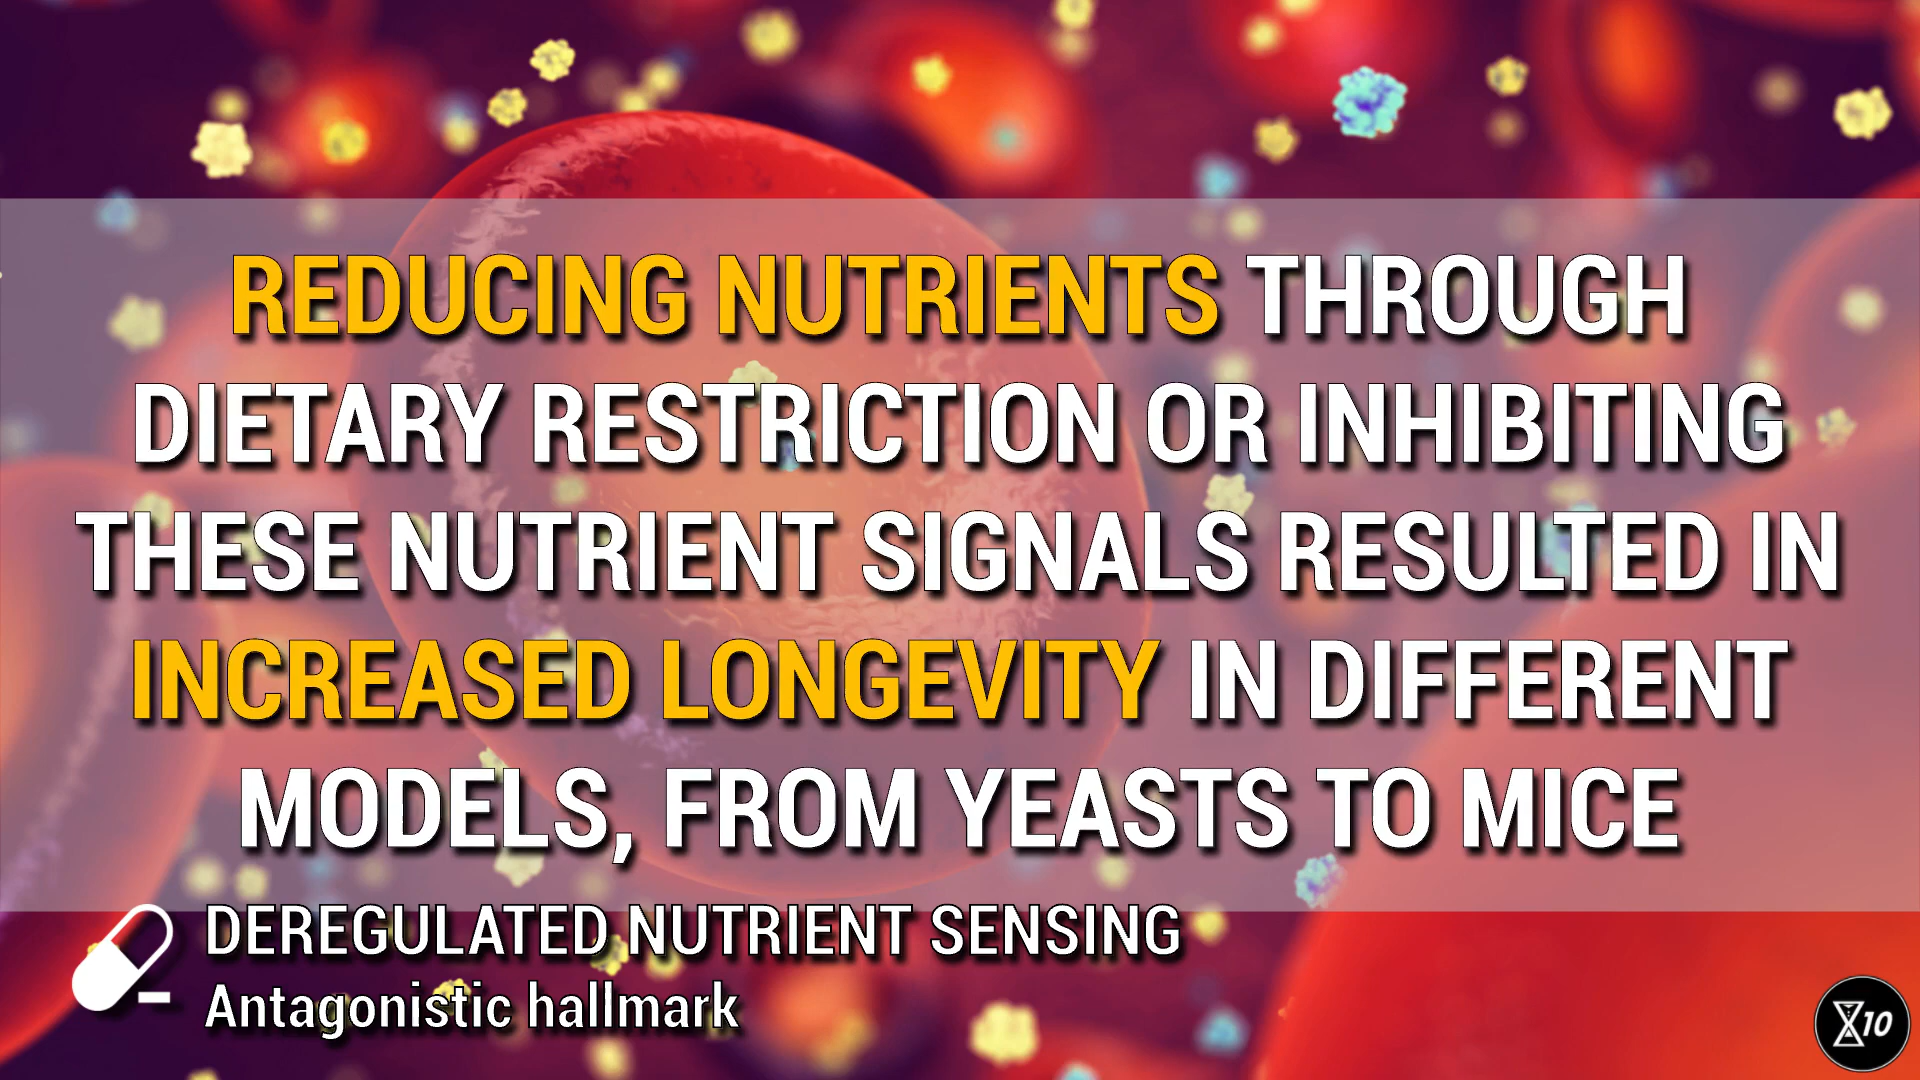 REDUCING NUTRIENTS THROUGH
DIETARY RESTRICTION OR INHIBITING
THESE NUTRIENT SIGNALS RESULTED IN
INCREASED LONGEVITY IN DIFFERENT
MODELS, FROM YEASTS TO MICE
DEREGULATED NUTRIENT SENSING
Antagonistic hallmark
10